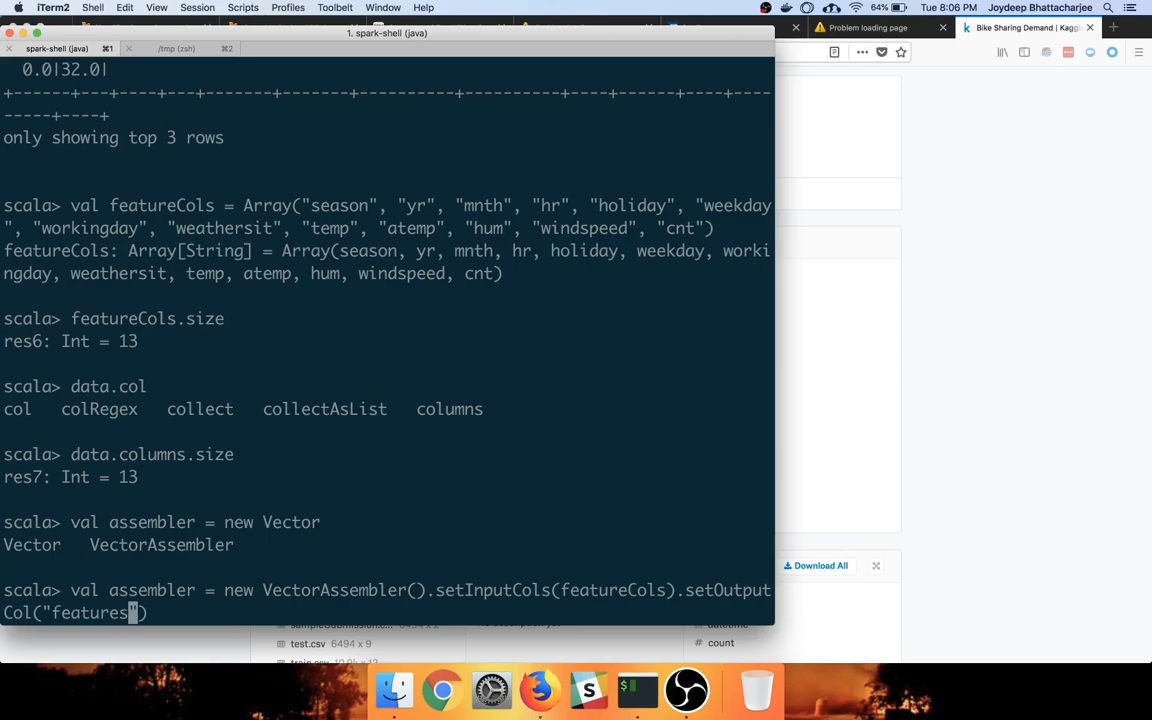 iTerm2 Shell Edit View Session Scripts Profiles Toolbelt Window Help 64% Tue 8:06 PM Joydeep Bhattacharjee
1. spark-shell (java)
Problem loading page
Bike Sharing Demand | Kaggl
spark-shell (java) ⌘1 /tmp (zsh) ⌘2
0.0|32.0|
+------+---+----+---+-------+-------+----------+----------+----+------+----+----
-----+----+
only showing top 3 rows
scala> val featureCols = Array("season", "yr", "mnth", "hr", "holiday", "weekday
", "workingday", "weathersit", "temp", "atemp", "hum", "windspeed", "cnt")
featureCols: Array[String] = Array(season, yr, mnth, hr, holiday, weekday, worki
ngday, weathersit, temp, atemp, hum, windspeed, cnt)
scala> featureCols.size
res6: Int = 13
scala> data.col
col colRegex collect collectAsList columns
scala> data.columns.size
res7: Int = 13
scala> val assembler = new Vector
Vector VectorAssembler
scala> val assembler = new VectorAssembler().setInputCols(featureCols).setOutput
Col("features")
Download All
test.csv 6494 x 9
# count
$
S